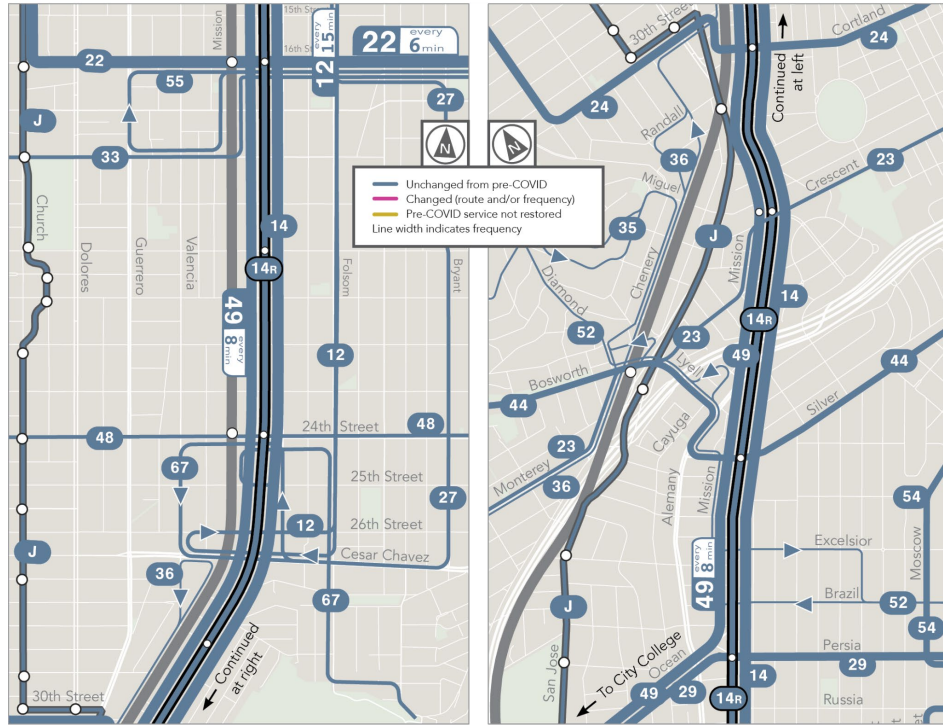 15th St
Mission
every
15 min
12
16th St
22
every
6 min
22
55
27
J
33
Church
Dolores
Guerrero
Valencia
14
14R
Folsom
Bryant
49
every
8 min
12
24th Street
48
48
67
25th Street
27
12
26th Street
Cesar Chavez
J
36
67
Continued
at right
30th Street
N
N
Unchanged from pre-COVID
Changed (route and/or frequency)
Pre-COVID service not restored
Line width indicates frequency
30th Street
Cortland
24
Continued
at left
24
Randall
36
23
Miguel
Crescent
35
J
Mission
Chenery
Diamond
14
14R
52
23
49
Lyell
44
Bosworth
44
Silver
Cayuga
23
Monterey
36
Alemany
Mission
54
Excelsior
Moscow
49
every
8 min
Brazil
52
J
54
To City College
Ocean
Persia
29
San Jose
49
29
14
14R
Russia